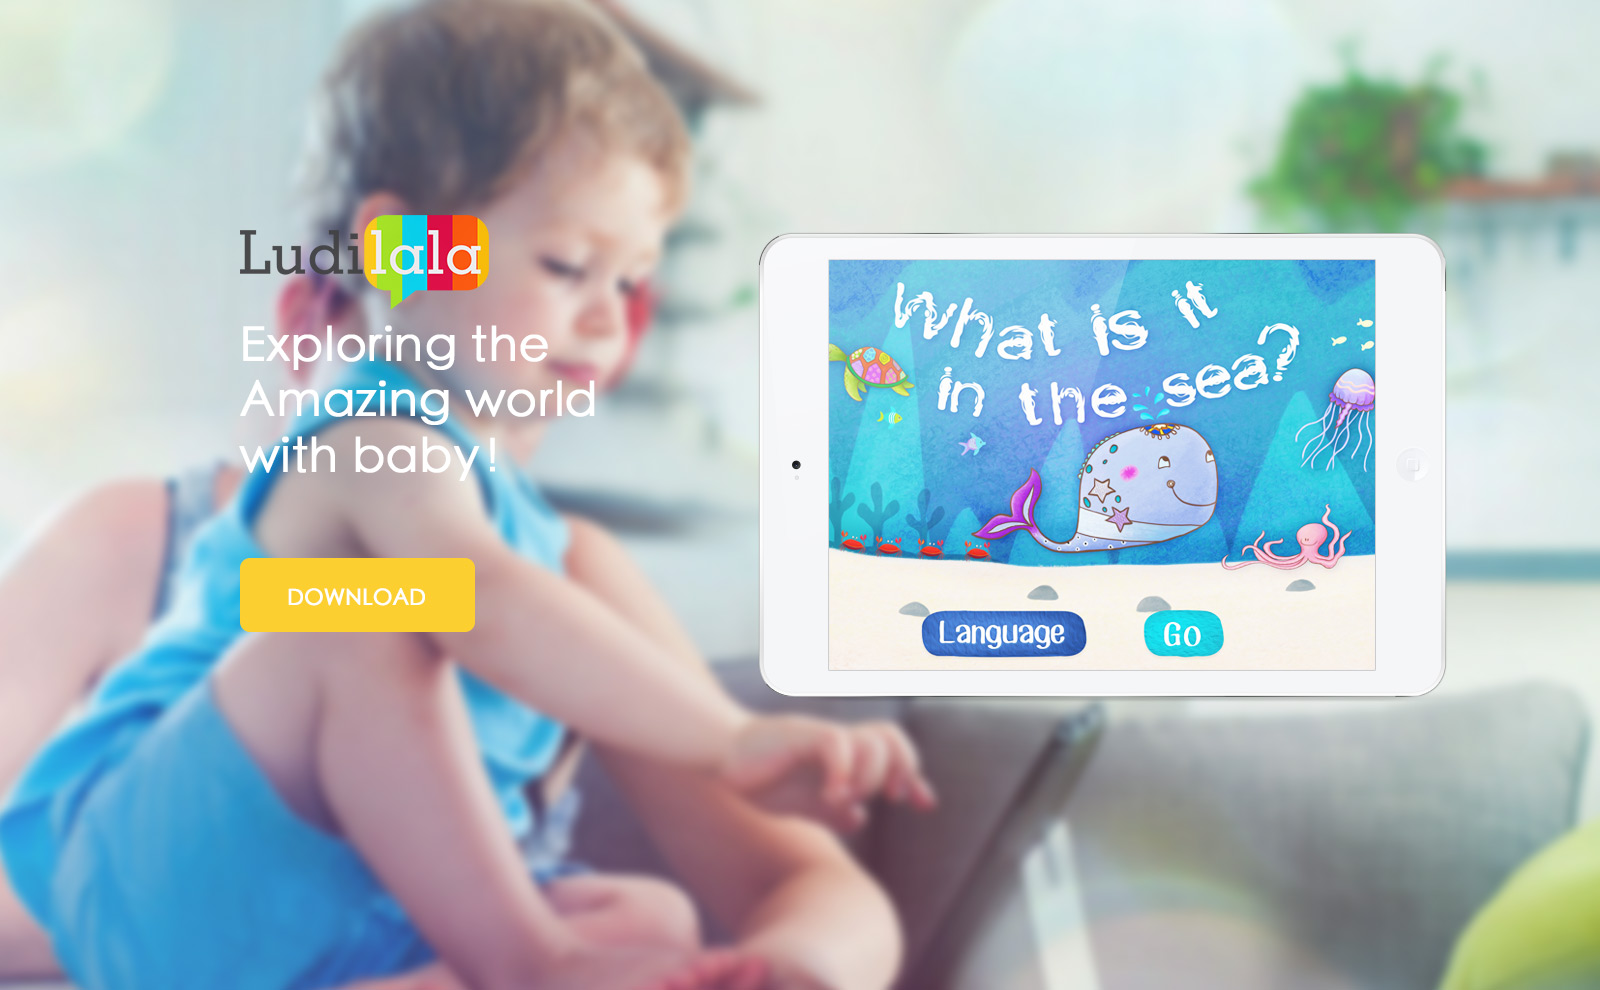 Ludilala
Exploring the
Amazing world
with baby!
DOWNLOAD
What is it
in the sea?
Language
Go